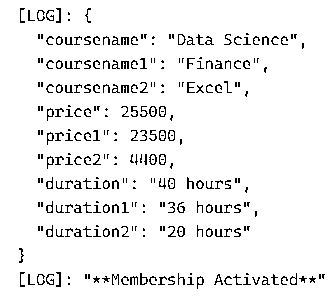 [LOG]: {
  "coursename": "Data Science",
  "coursename1": "Finance",
  "coursename2": "Excel",
  "price": 25500,
  "price1": 23500,
  "price2": 4400,
  "duration": "40 hours",
  "duration1": "36 hours",
  "duration2": "20 hours"
}
[LOG]: "**Membership Activated**"